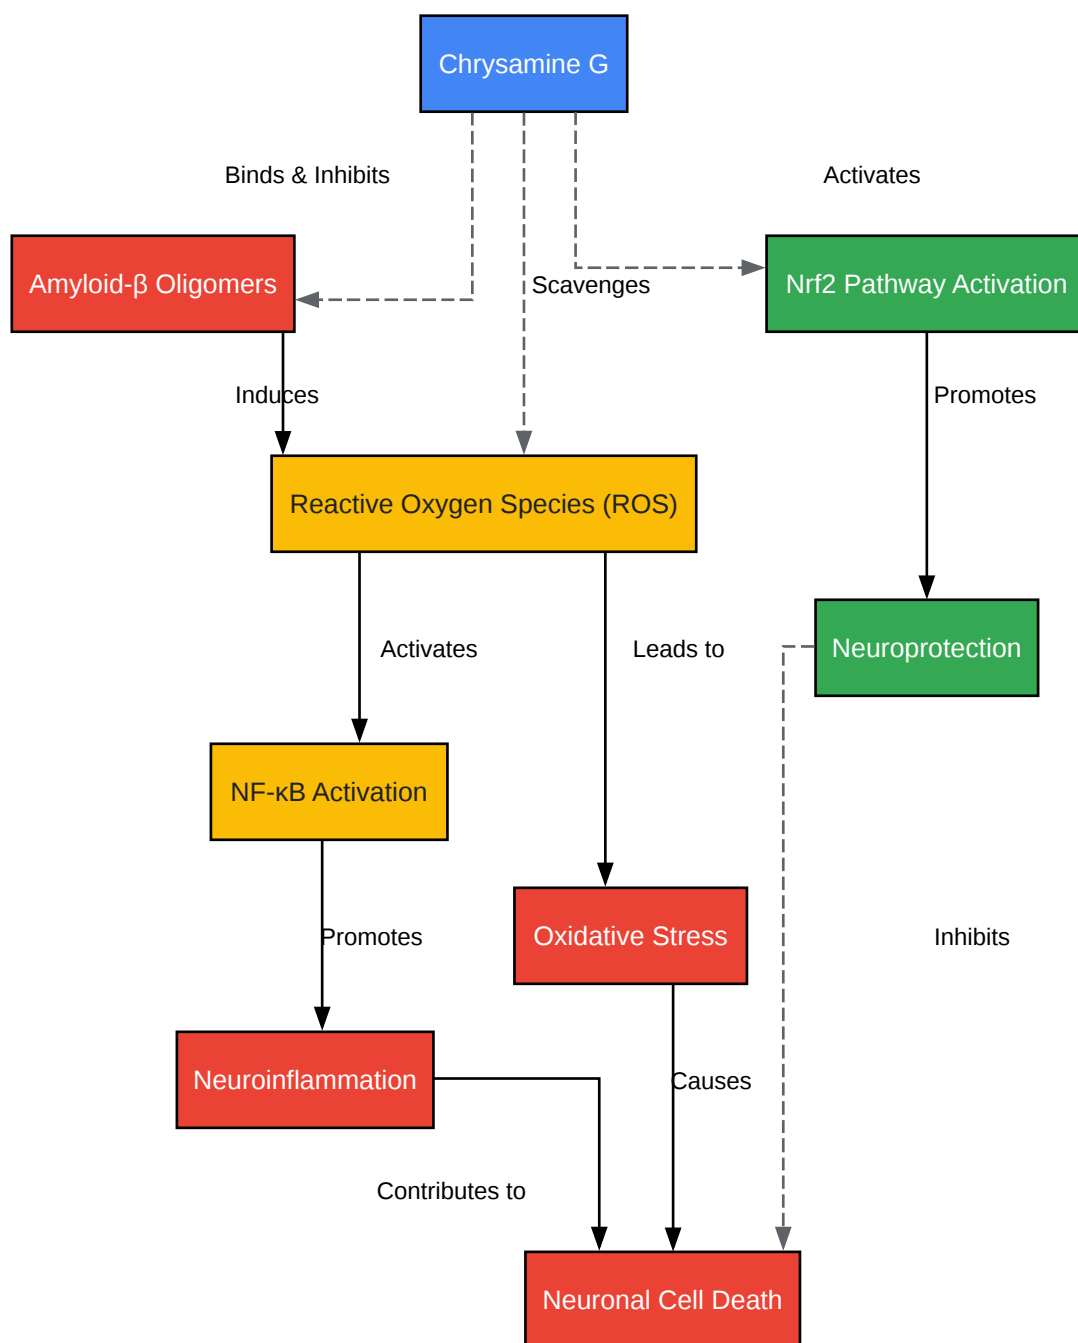 Chrysamine G
Binds & Inhibits
Activates
Amyloid-β Oligomers
Scavenges
Nrf2 Pathway Activation
Induces
Promotes
Reactive Oxygen Species (ROS)
Activates
Leads to
Neuroprotection
NF-κB Activation
Promotes
Oxidative Stress
Inhibits
Neuroinflammation
Causes
Contributes to
Neuronal Cell Death